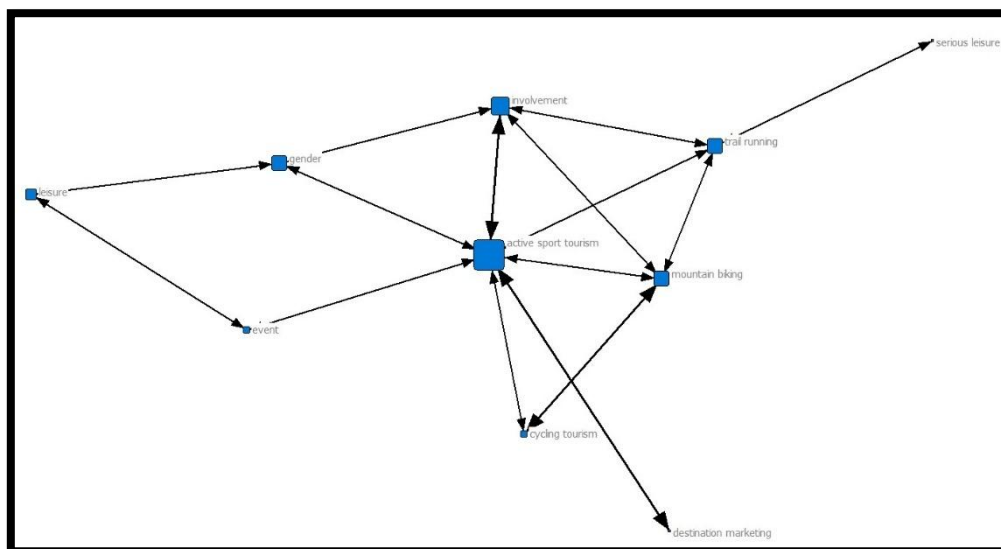 serious leisure
involvement
trail running
gender
leisure
active sport tourism
mountain biking
event
cycling tourism
destination marketing